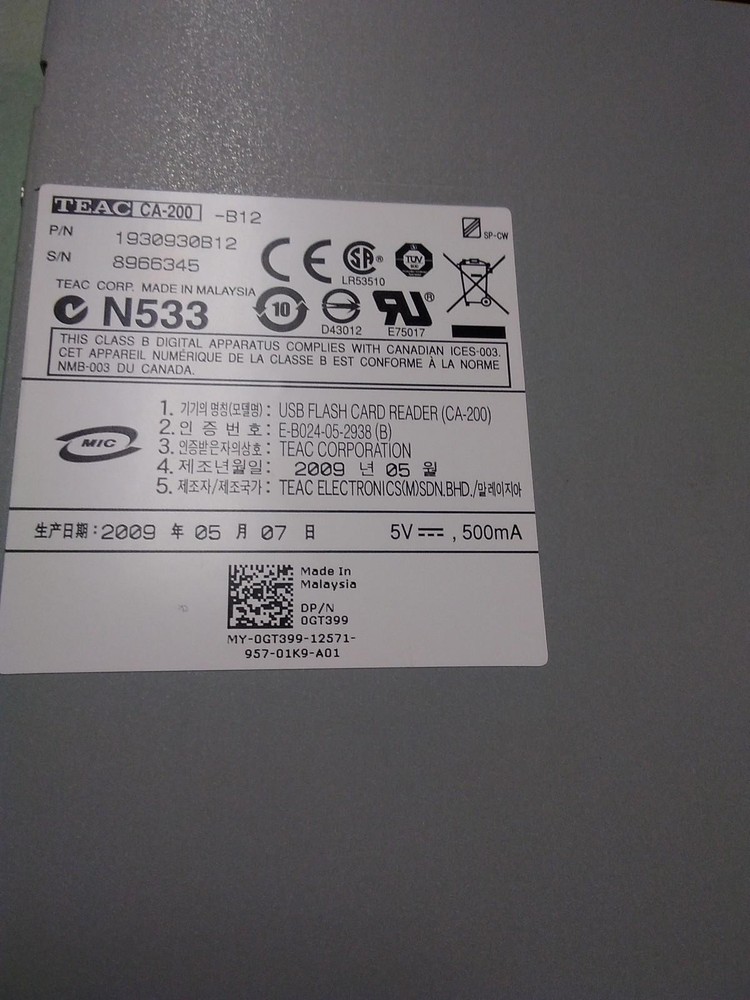 TEAC CA-200 -B12
P/N 1930930B12
S/N 8966345
SP-CW
TEAC CORP. MADE IN MALAYSIA
LR53510
N533
10
D43012
E75017
TUV
THIS CLASS B DIGITAL APPARATUS COMPLIES WITH CANADIAN ICES-003.
CET APPAREIL NUMÉRIQUE DE LA CLASSE B EST CONFORME À LA NORME
NMB-003 DU CANADA.
MIC
1. 기기의 명칭(모델명) : USB FLASH CARD READER (CA-200)
2. 인 증 번 호 : E-B024-05-2938 (B)
3. 인증받은자의상호 : TEAC CORPORATION
4. 제조년월일 : 2009 년 05 월
5. 제조자/제조국가 : TEAC ELECTRONICS(M)SDN.BHD./말레이지아
生产日期 : 2009 年 05 月 07 日
5V ⎓ , 500mA
Made In
Malaysia
DP/N
0GT399
MY-0GT399-12571-
957-01K9-A01